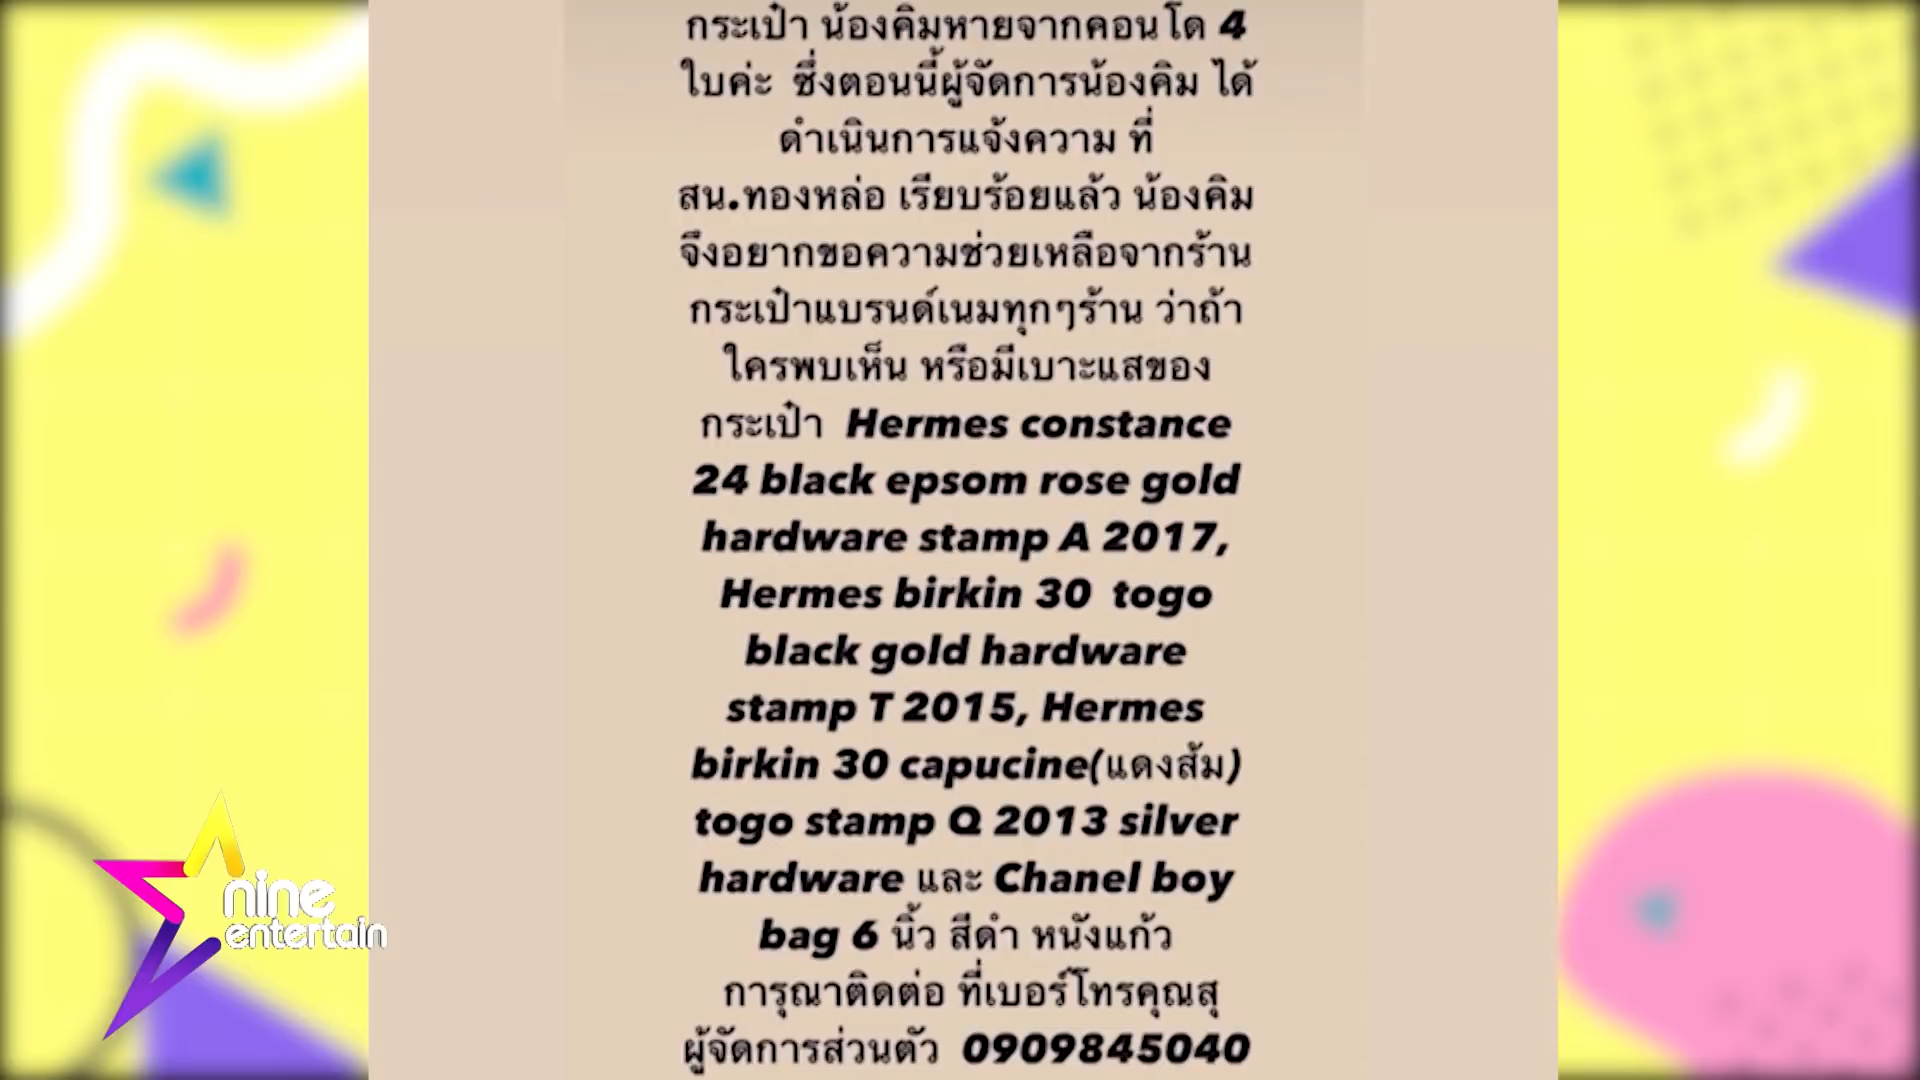 กระเป๋า น้องคิมหายจากคอนโด 4
ใบค่ะ ซึ่งตอนนี้ผู้จัดการน้องคิม ได้
ดำเนินการแจ้งความ ที่
สน.ทองหล่อ เรียบร้อยแล้ว น้องคิม
จึงอยากขอความช่วยเหลือจากร้าน
กระเป๋าแบรนด์เนมทุกๆร้าน ว่าถ้า
ใครพบเห็น หรือมีเบาะแสของ
กระเป๋า Hermes constance
24 black epsom rose gold
hardware stamp A 2017,
Hermes birkin 30 togo
black gold hardware
stamp T 2015, Hermes
birkin 30 capucine(แดงส้ม)
togo stamp Q 2013 silver
hardware และ Chanel boy
bag 6 นิ้ว สีดำ หนังแก้ว
การุณาติดต่อ ที่เบอร์โทรคุณสุ
ผู้จัดการส่วนตัว 0909845040
nine
entertain